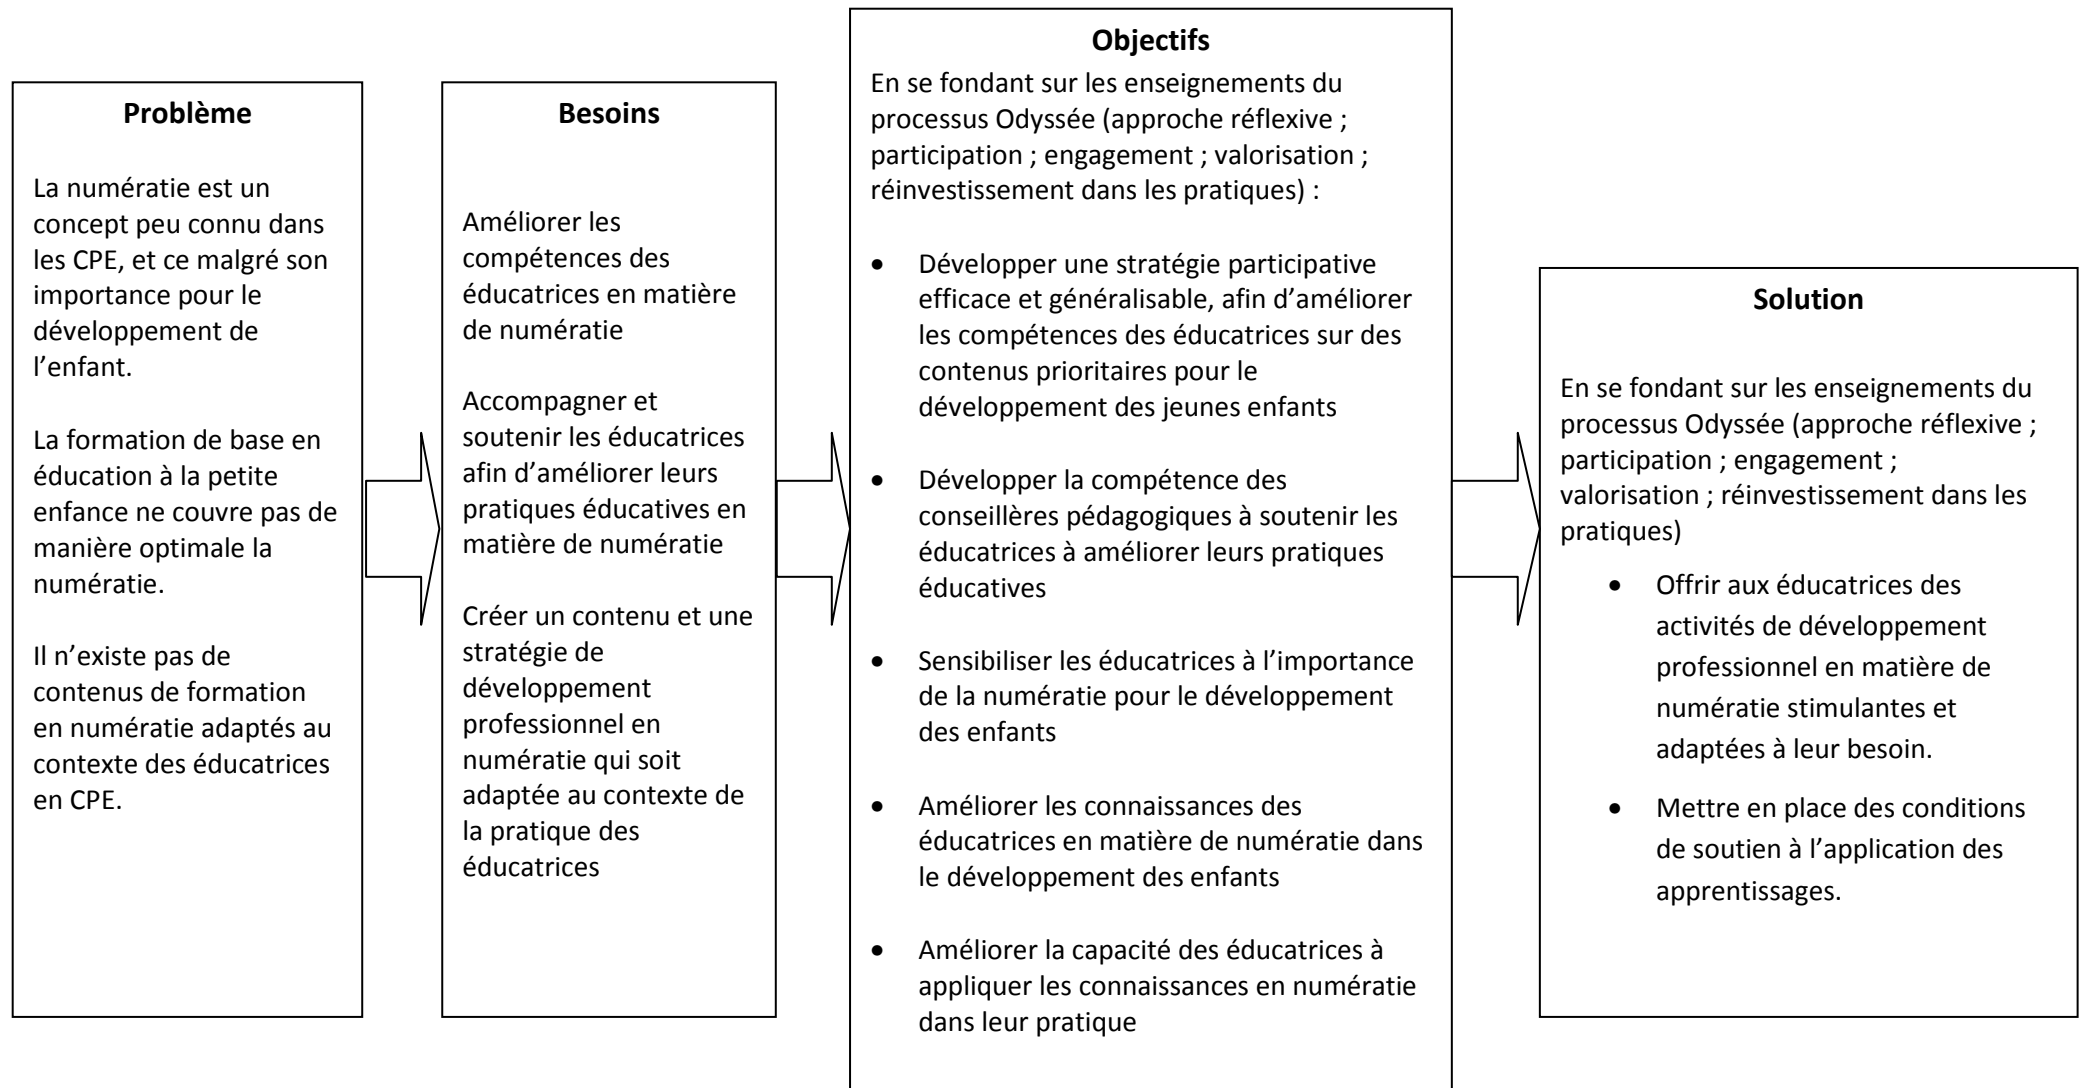 Problème
La numératie est un
concept peu connu dans
les CPE, et ce malgré son
importance pour le
développement de
l’enfant.
La formation de base en
éducation à la petite
enfance ne couvre pas de
manière optimale la
numératie.
Il n’existe pas de
contenus de formation
en numératie adaptés au
contexte des éducatrices
en CPE.
Besoins
Améliorer les
compétences des
éducatrices en matière
de numératie
Accompagner et
soutenir les éducatrices
afin d’améliorer leurs
pratiques éducatives en
matière de numératie
Créer un contenu et une
stratégie de
développement
professionnel en
numératie qui soit
adaptée au contexte de
la pratique des
éducatrices
Objectifs
En se fondant sur les enseignements du
processus Odyssée (approche réflexive ;
participation ; engagement ; valorisation ;
réinvestissement dans les pratiques) :
• Développer une stratégie participative
efficace et généralisable, afin d’améliorer
les compétences des éducatrices sur des
contenus prioritaires pour le
développement des jeunes enfants
• Développer la compétence des
conseillères pédagogiques à soutenir les
éducatrices à améliorer leurs pratiques
éducatives
• Sensibiliser les éducatrices à l’importance
de la numératie pour le développement
des enfants
• Améliorer les connaissances des
éducatrices en matière de numératie dans
le développement des enfants
• Améliorer la capacité des éducatrices à
appliquer les connaissances en numératie
dans leur pratique
Solution
En se fondant sur les enseignements du
processus Odyssée (approche réflexive ;
participation ; engagement ;
valorisation ; réinvestissement dans les
pratiques)
• Offrir aux éducatrices des
activités de développement
professionnel en matière de
numératie stimulantes et
adaptées à leur besoin.
• Mettre en place des conditions
de soutien à l’application des
apprentissages.